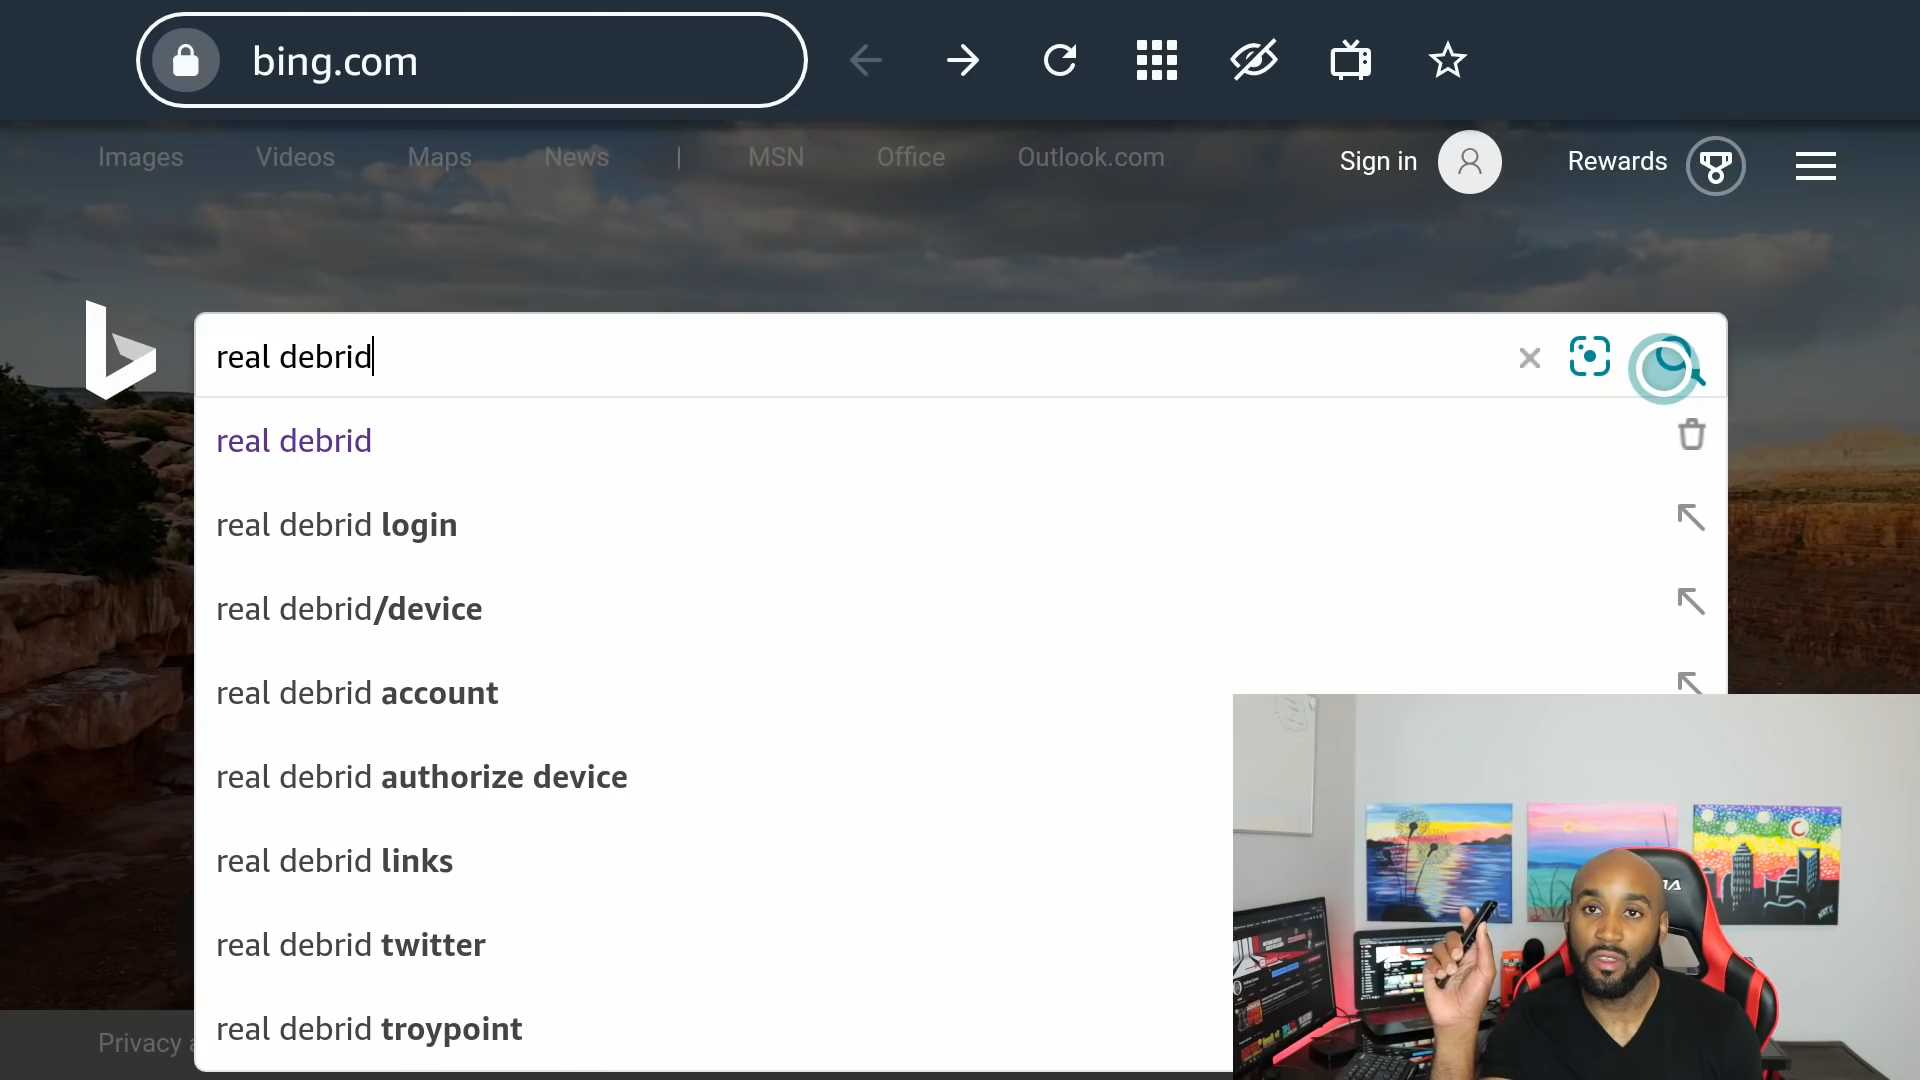 bing.com
Images Videos Maps News | MSN Office Outlook.com Sign in Rewards
real debrid
real debrid
real debrid login
real debrid/device
real debrid account
real debrid authorize device
real debrid links
real debrid twitter
real debrid troypoint
Privacy